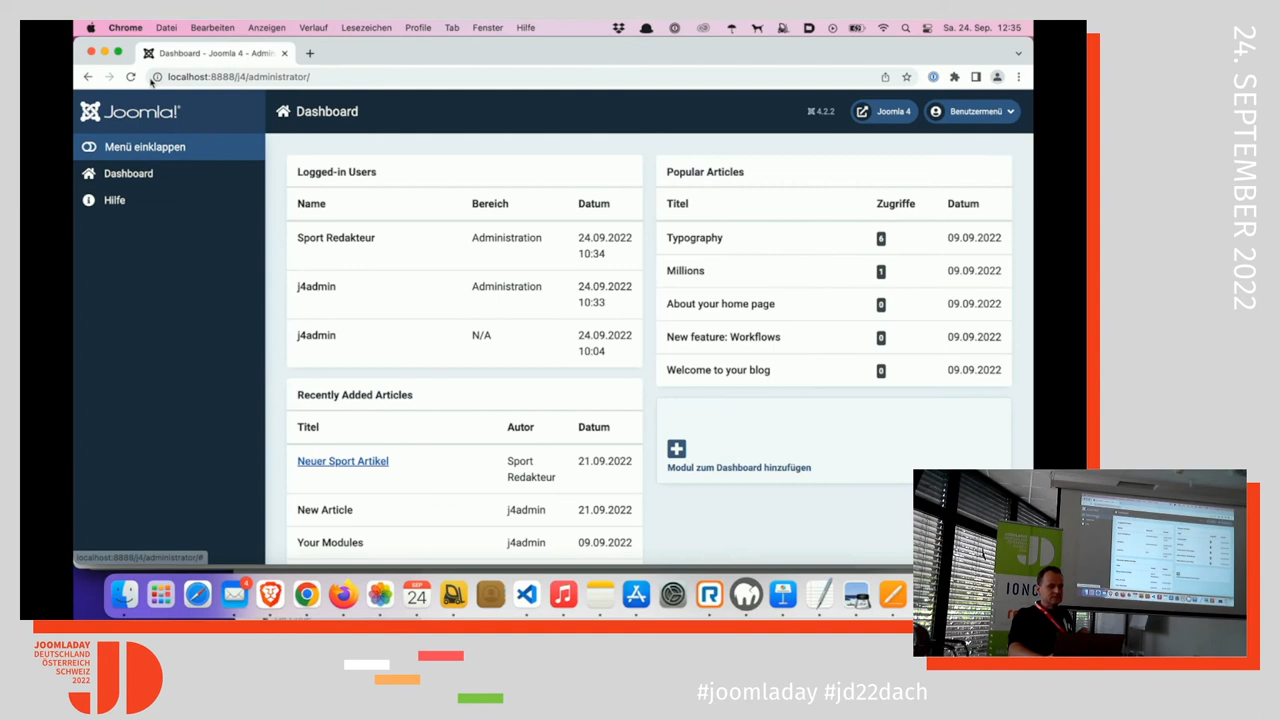 Chrome Datei Bearbeiten Anzeigen Verlauf Lesezeichen Profile Tab Fenster Hilfe Sa. 24. Sep. 12:35
Dashboard - Joomla 4 - Admin
localhost:8888/j4/administrator/
Joomla!
Dashboard
4.2.2
Joomla 4
Benutzermenü
Menü einklappen
Dashboard
Hilfe
Logged-in Users
Name Bereich Datum
Sport Redakteur Administration 24.09.2022
10:34
j4admin Administration 24.09.2022
10:33
j4admin N/A 24.09.2022
10:04
Recently Added Articles
Titel Autor Datum
Neuer Sport Artikel Sport 21.09.2022
Redakteur
New Article j4admin 21.09.2022
Your Modules j4admin 09.09.2022
Popular Articles
Titel Zugriffe Datum
Typography 6 09.09.2022
Millions 1 09.09.2022
About your home page 0 09.09.2022
New feature: Workflows 0 09.09.2022
Welcome to your blog 0 09.09.2022
Modul zum Dashboard hinzufügen
localhost:8888/j4/administrator/#
4
SEP
24
24. SEPTEMBER 2022
JD
IONO
JOOMLADAY
DEUTSCHLAND
ÖSTERREICH
SCHWEIZ
2022
JD
#joomladay #jd22dach